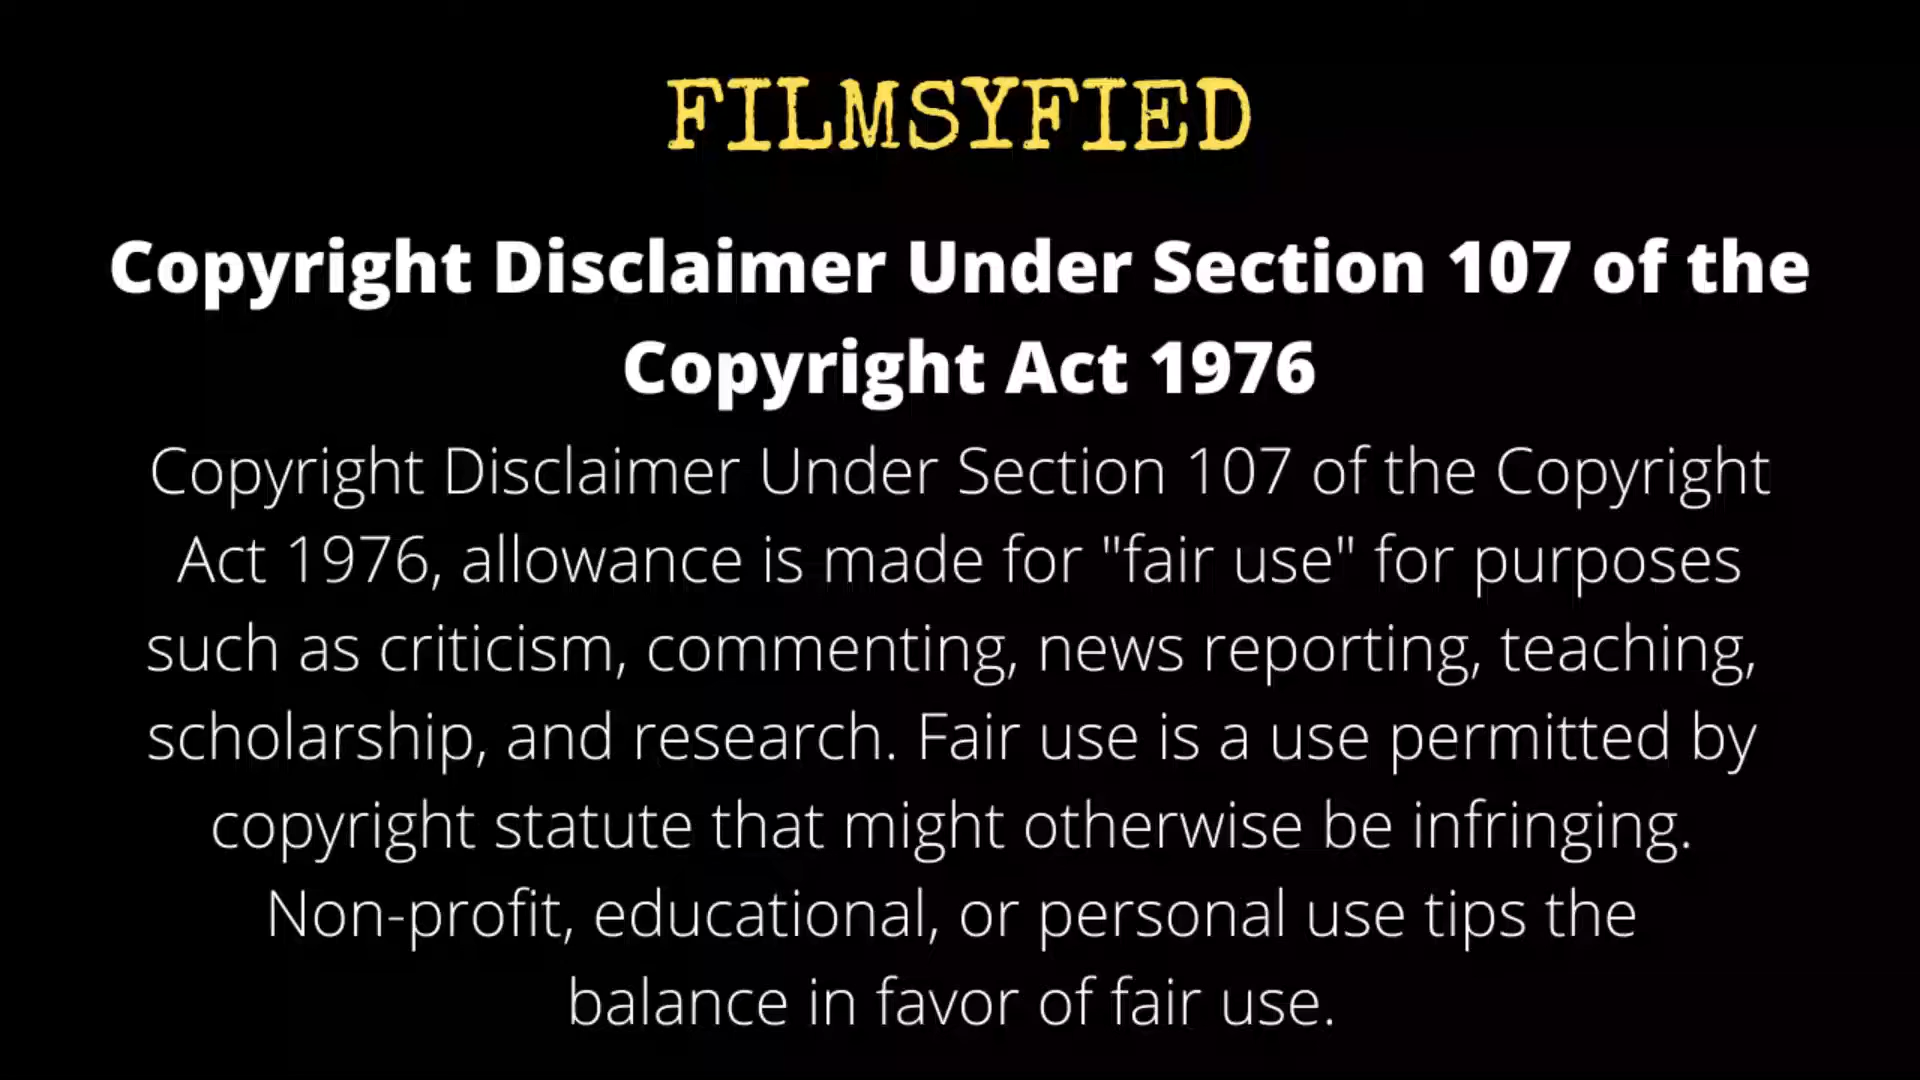 FILMSYFIED
Copyright Disclaimer Under Section 107 of the
Copyright Act 1976
Copyright Disclaimer Under Section 107 of the Copyright
Act 1976, allowance is made for "fair use" for purposes
such as criticism, commenting, news reporting, teaching,
scholarship, and research. Fair use is a use permitted by
copyright statute that might otherwise be infringing.
Non-profit, educational, or personal use tips the
balance in favor of fair use.